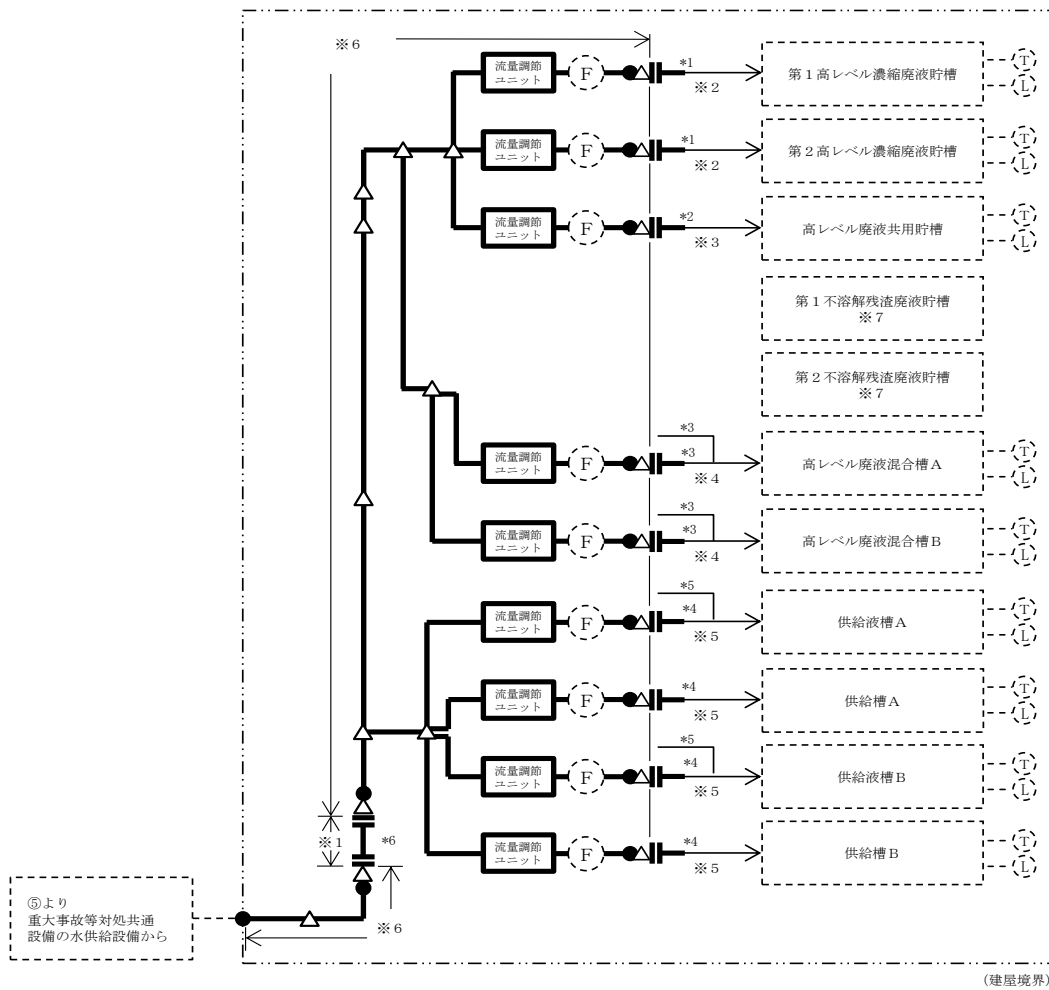 ※６
流量調節
ユニット
F
*1
※２
第１高レベル濃縮廃液貯槽
T
L
流量調節
ユニット
F
*1
※２
第２高レベル濃縮廃液貯槽
T
L
流量調節
ユニット
F
*2
※３
高レベル廃液共用貯槽
T
L
第１不溶解残渣廃液貯槽
※７
第２不溶解残渣廃液貯槽
※７
流量調節
ユニット
F
*3
*3
※４
高レベル廃液混合槽Ａ
T
L
流量調節
ユニット
F
*3
*3
※４
高レベル廃液混合槽Ｂ
T
L
流量調節
ユニット
F
*5
*4
※５
供給液槽Ａ
T
L
流量調節
ユニット
F
*4
※５
供給槽Ａ
T
L
流量調節
ユニット
F
*5
*4
※５
供給液槽Ｂ
T
L
流量調節
ユニット
F
*4
※５
供給槽Ｂ
T
L
※１
*6
⑤より
重大事故等対処共通
設備の水供給設備から
※６
（建屋境界）